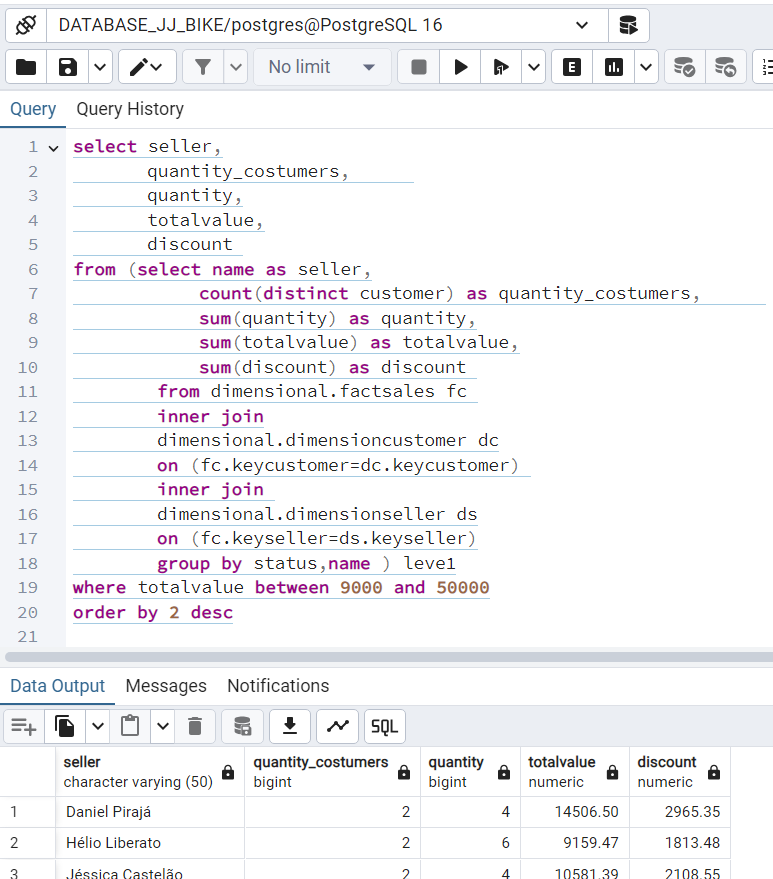 DATABASE_JJ_BIKE/postgres@PostgreSQL 16
No limit
E
Query Query History
1 select seller,
2 quantity_costumers,
3 quantity,
4 totalvalue,
5 discount
6 from (select name as seller,
7 count(distinct customer) as quantity_costumers,
8 sum(quantity) as quantity,
9 sum(totalvalue) as totalvalue,
10 sum(discount) as discount
11 from dimensional.factsales fc
12 inner join
13 dimensional.dimensioncustomer dc
14 on (fc.keycustomer=dc.keycustomer)
15 inner join
16 dimensional.dimensionseller ds
17 on (fc.keyseller=ds.keyseller)
18 group by status,name ) leve1
19 where totalvalue between 9000 and 50000
20 order by 2 desc
21
Data Output Messages Notifications
SQL
seller quantity_costumers quantity totalvalue discount
character varying (50) bigint bigint numeric numeric
1 Daniel Pirajá 2 4 14506.50 2965.35
2 Hélio Liberato 2 6 9159.47 1813.48
3 Jéssica Castelão 2 4 10581.39 2108.55